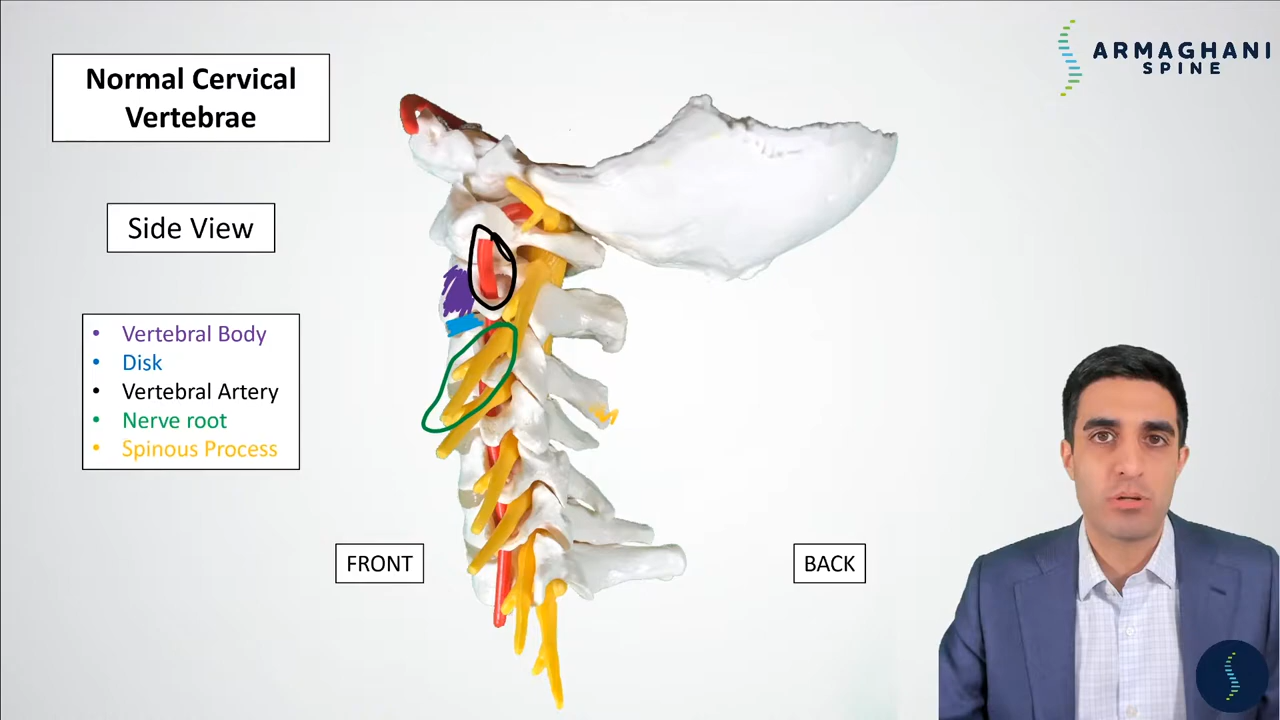 Normal Cervical
Vertebrae
ARMAGHANI
SPINE
Side View
• Vertebral Body
• Disk
• Vertebral Artery
• Nerve root
• Spinous Process
FRONT
BACK